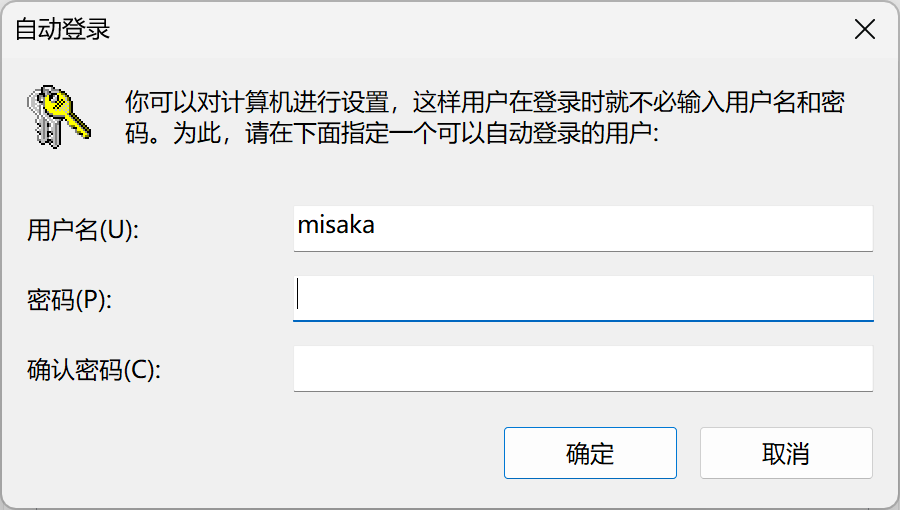 自动登录
你可以对计算机进行设置，这样用户在登录时就不必输入用户名和密
码。为此，请在下面指定一个可以自动登录的用户:
用户名(U):
misaka
密码(P):
确认密码(C):
确定
取消